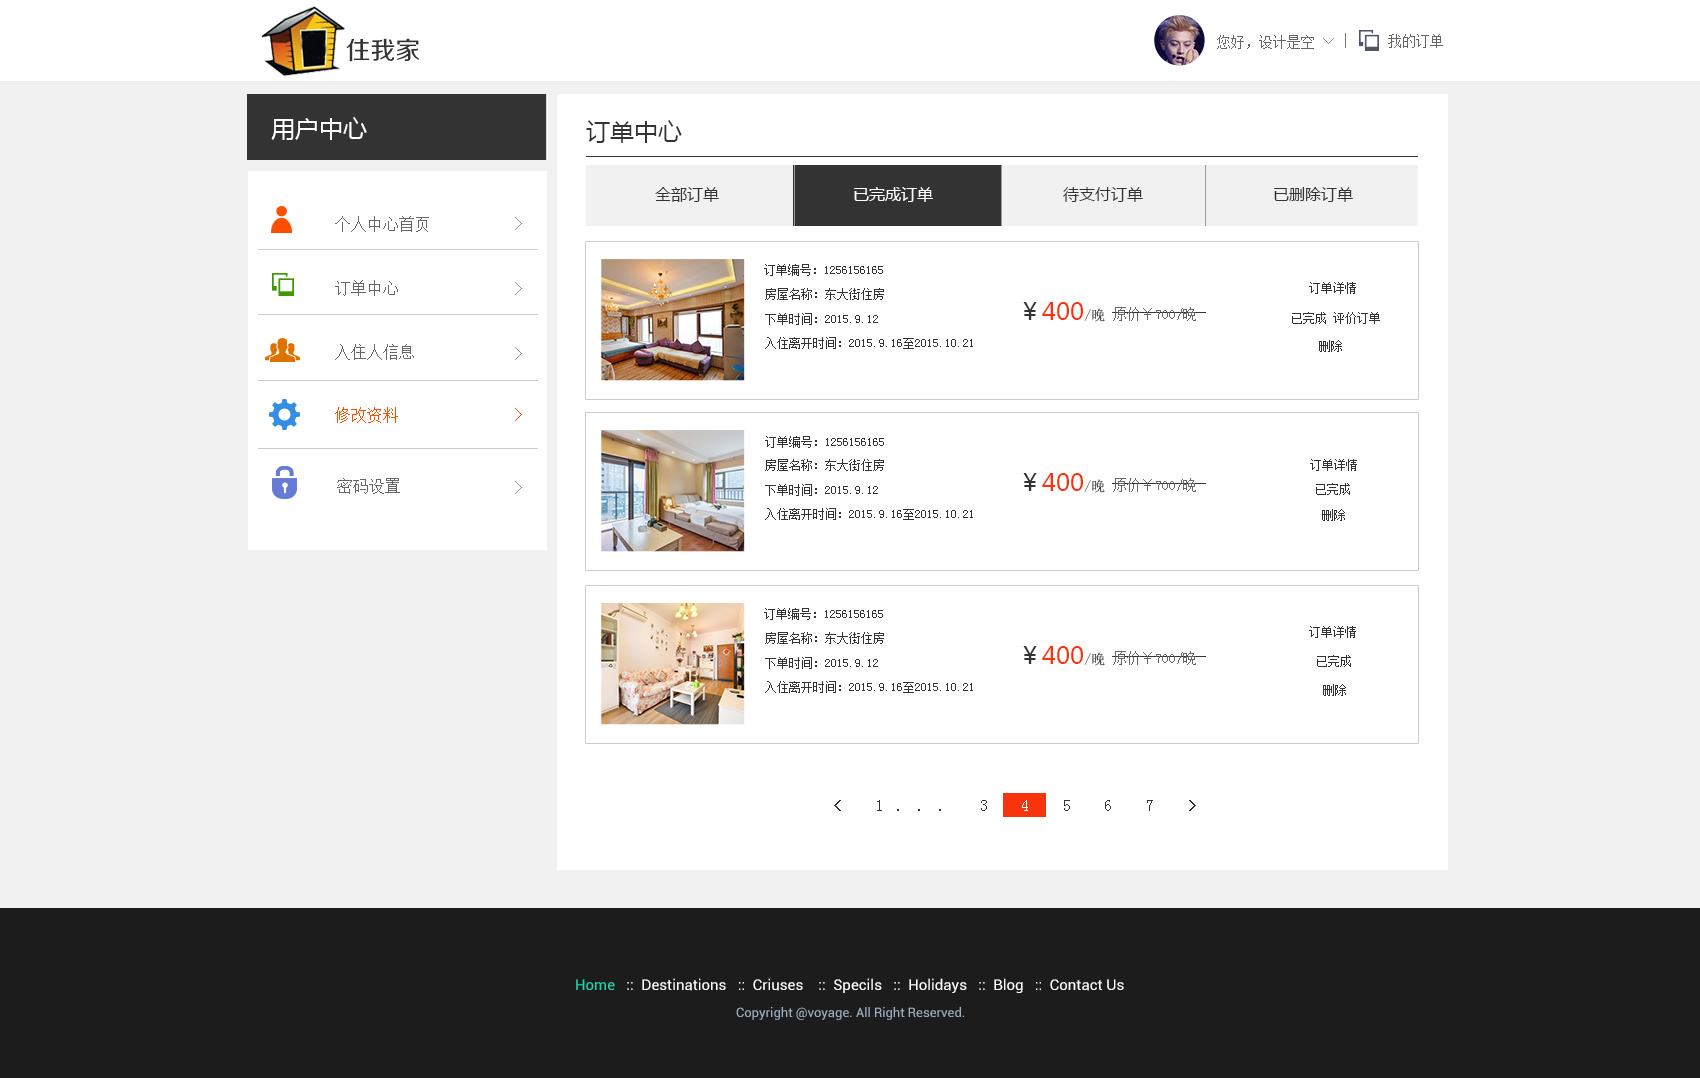 住我家
您好，设计是空
我的订单
用户中心
个人中心首页
订单中心
入住人信息
修改资料
密码设置
订单中心
全部订单 已完成订单 待支付订单 已删除订单
订单编号：1256156165
房屋名称：东大街住房
下单时间：2015.9.12
入住离开时间：2015.9.16至2015.10.21
¥400/晚 原价¥700/晚
订单详情
已完成 评价订单
删除
订单编号：1256156165
房屋名称：东大街住房
下单时间：2015.9.12
入住离开时间：2015.9.16至2015.10.21
¥400/晚 原价¥700/晚
订单详情
已完成
删除
订单编号：1256156165
房屋名称：东大街住房
下单时间：2015.9.12
入住离开时间：2015.9.16至2015.10.21
¥400/晚 原价¥700/晚
订单详情
已完成
删除
1 . . . 3 4 5 6 7
Home :: Destinations :: Criuses :: Specils :: Holidays :: Blog :: Contact Us
Copyright @voyage. All Right Reserved.